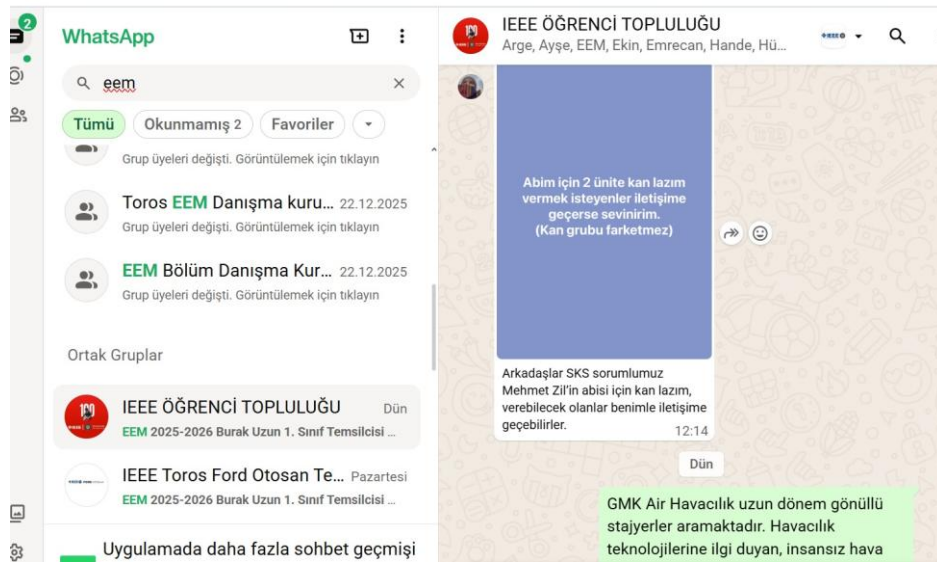 2
WhatsApp
eem
Tümü
Okunmamış 2
Favoriler
Grup üyeleri değişti. Görüntülemek için tıklayın
Toros EEM Danışma kuru... 22.12.2025
Grup üyeleri değişti. Görüntülemek için tıklayın
EEM Bölüm Danışma Kur... 22.12.2025
Grup üyeleri değişti. Görüntülemek için tıklayın
Ortak Gruplar
IEEE ÖĞRENCİ TOPLULUĞU Dün
EEM 2025-2026 Burak Uzun 1. Sınıf Temsilcisi ...
IEEE Toros Ford Otosan Te... Pazartesi
EEM 2025-2026 Burak Uzun 1. Sınıf Temsilcisi ...
Uygulamada daha fazla sohbet geçmişi
IEEE ÖĞRENCİ TOPLULUĞU
Arge, Ayşe, EEM, Ekin, Emrecan, Hande, Hü...
Abim için 2 ünite kan lazım
vermek isteyenler iletişime
geçerse sevinirim.
(Kan grubu farketmez)
Arkadaşlar SKS sorumlumuz
Mehmet Zil'in abisi için kan lazım,
verebilecek olanlar benimle iletişime
geçebilirler.
12:14
Dün
GMK Air Havacılık uzun dönem gönüllü
stajyerler aramaktadır. Havacılık
teknolojilerine ilgi duyan, insansız hava